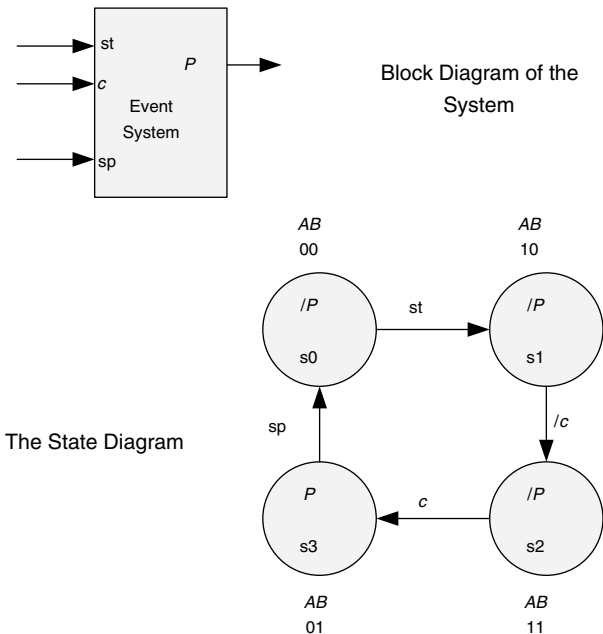 st
P
c
Event
System
sp
Block Diagram of the
System
AB
00
AB
10
/P
st
/P
s0
s1
The State Diagram
sp
/c
P
c
/P
s3
s2
AB
01
AB
11